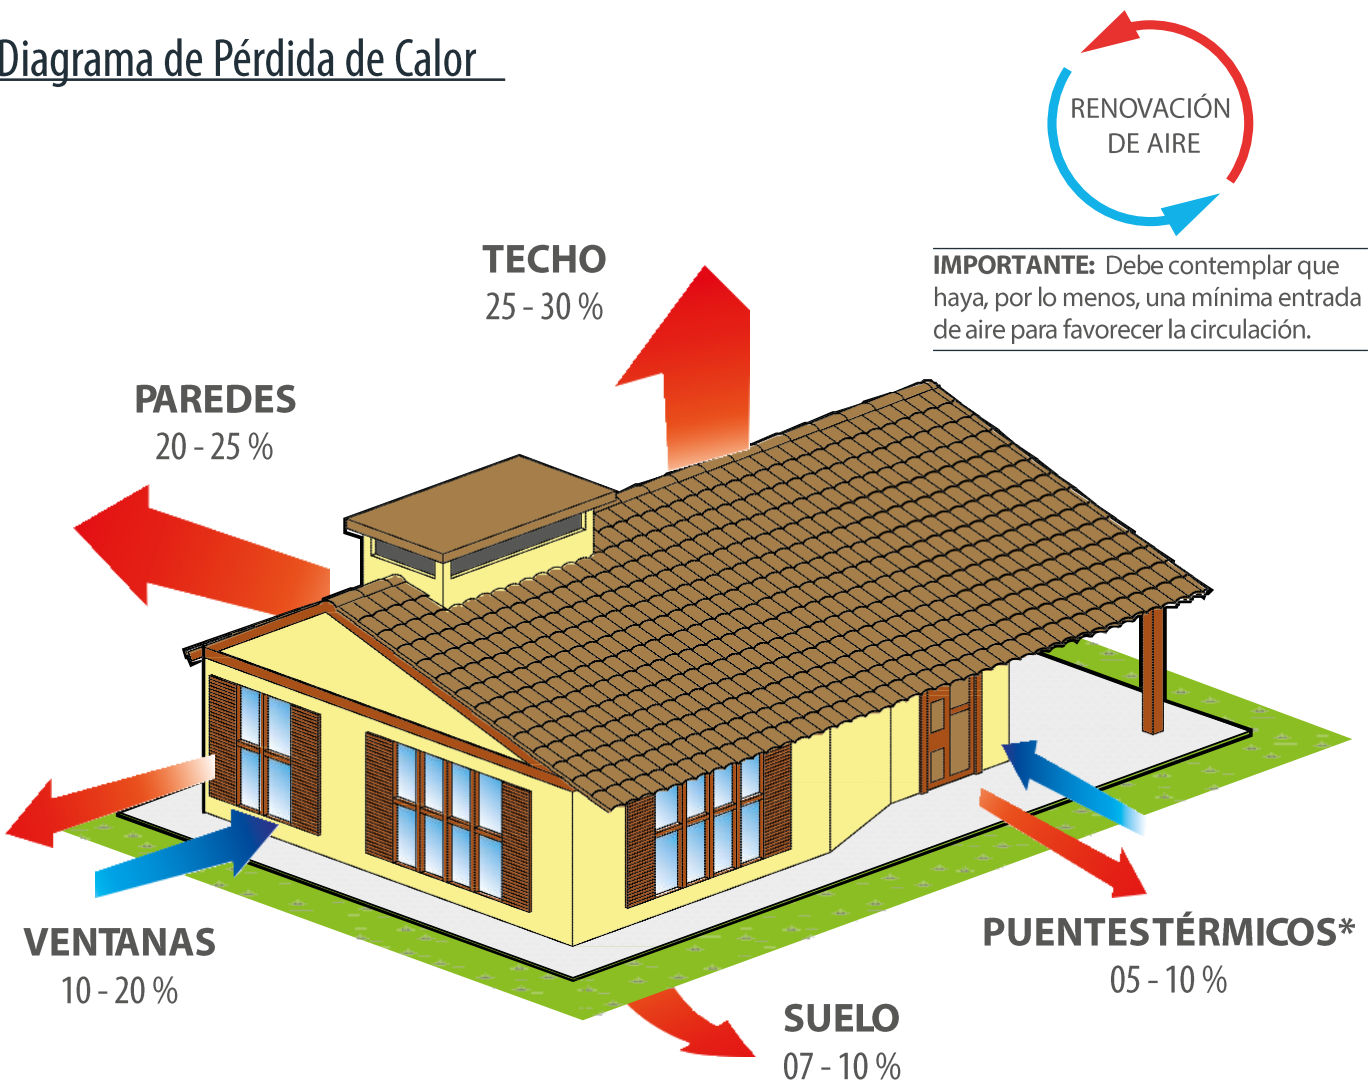 Diagrama de Pérdida de Calor
RENOVACIÓN
DE AIRE
IMPORTANTE: Debe contemplar que
haya, por lo menos, una mínima entrada
de aire para favorecer la circulación.
TECHO
25 - 30 %
PAREDES
20 - 25 %
VENTANAS
10 - 20 %
PUENTES TÉRMICOS*
05 - 10 %
SUELO
07 - 10 %